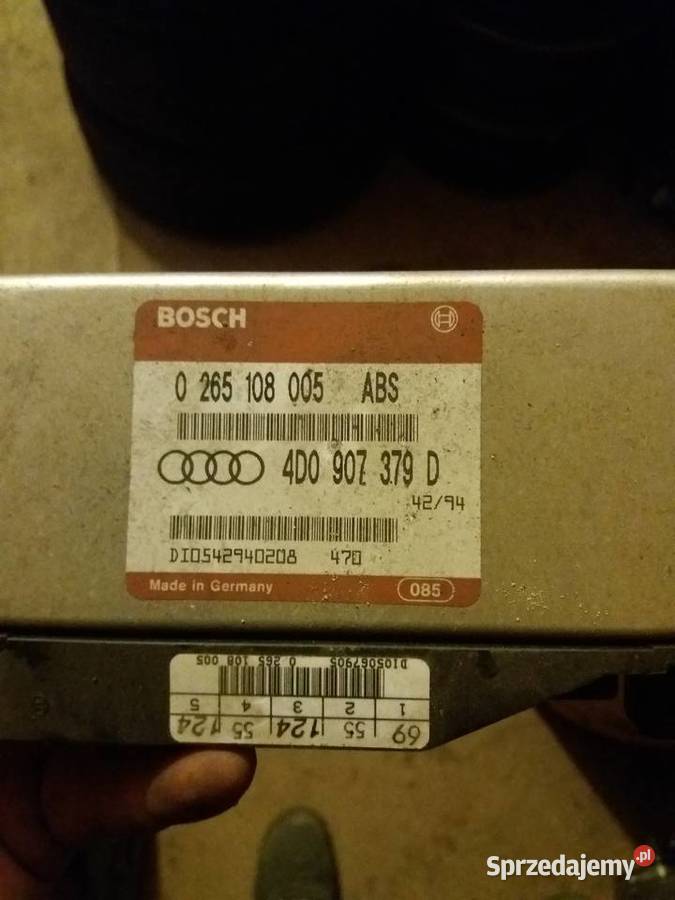 BOSCH
0 265 108 005 ABS
4D0 907 379 D
42/94
DI0542940208 470
Made in Germany 085
69 55 124 55 124
1 2 3 4 5
DI05067905 0 265 108 005
Sprzedajemy.pl